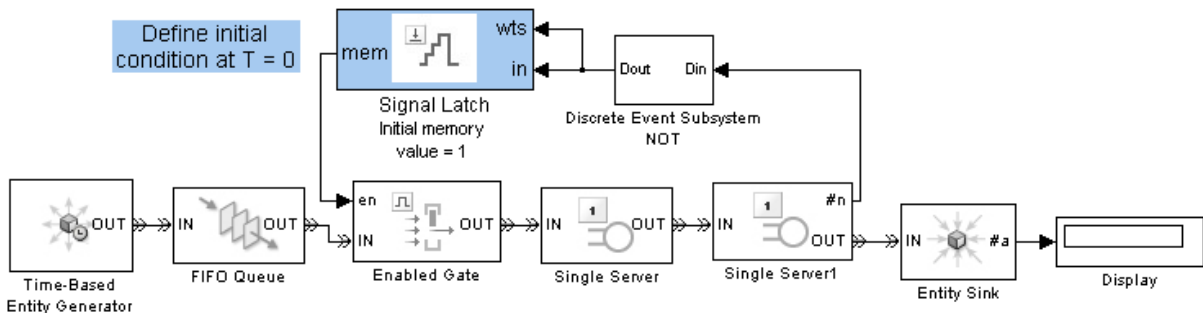 Define initial
condition at T = 0
mem
wts
in
Signal Latch
Initial memory
value = 1
Dout
Din
Discrete Event Subsystem
NOT
OUT
Time-Based
Entity Generator
IN
OUT
FIFO Queue
en
IN
OUT
Enabled Gate
IN
1
OUT
Single Server
IN
1
#n
OUT
Single Server1
IN
#a
Entity Sink
Display